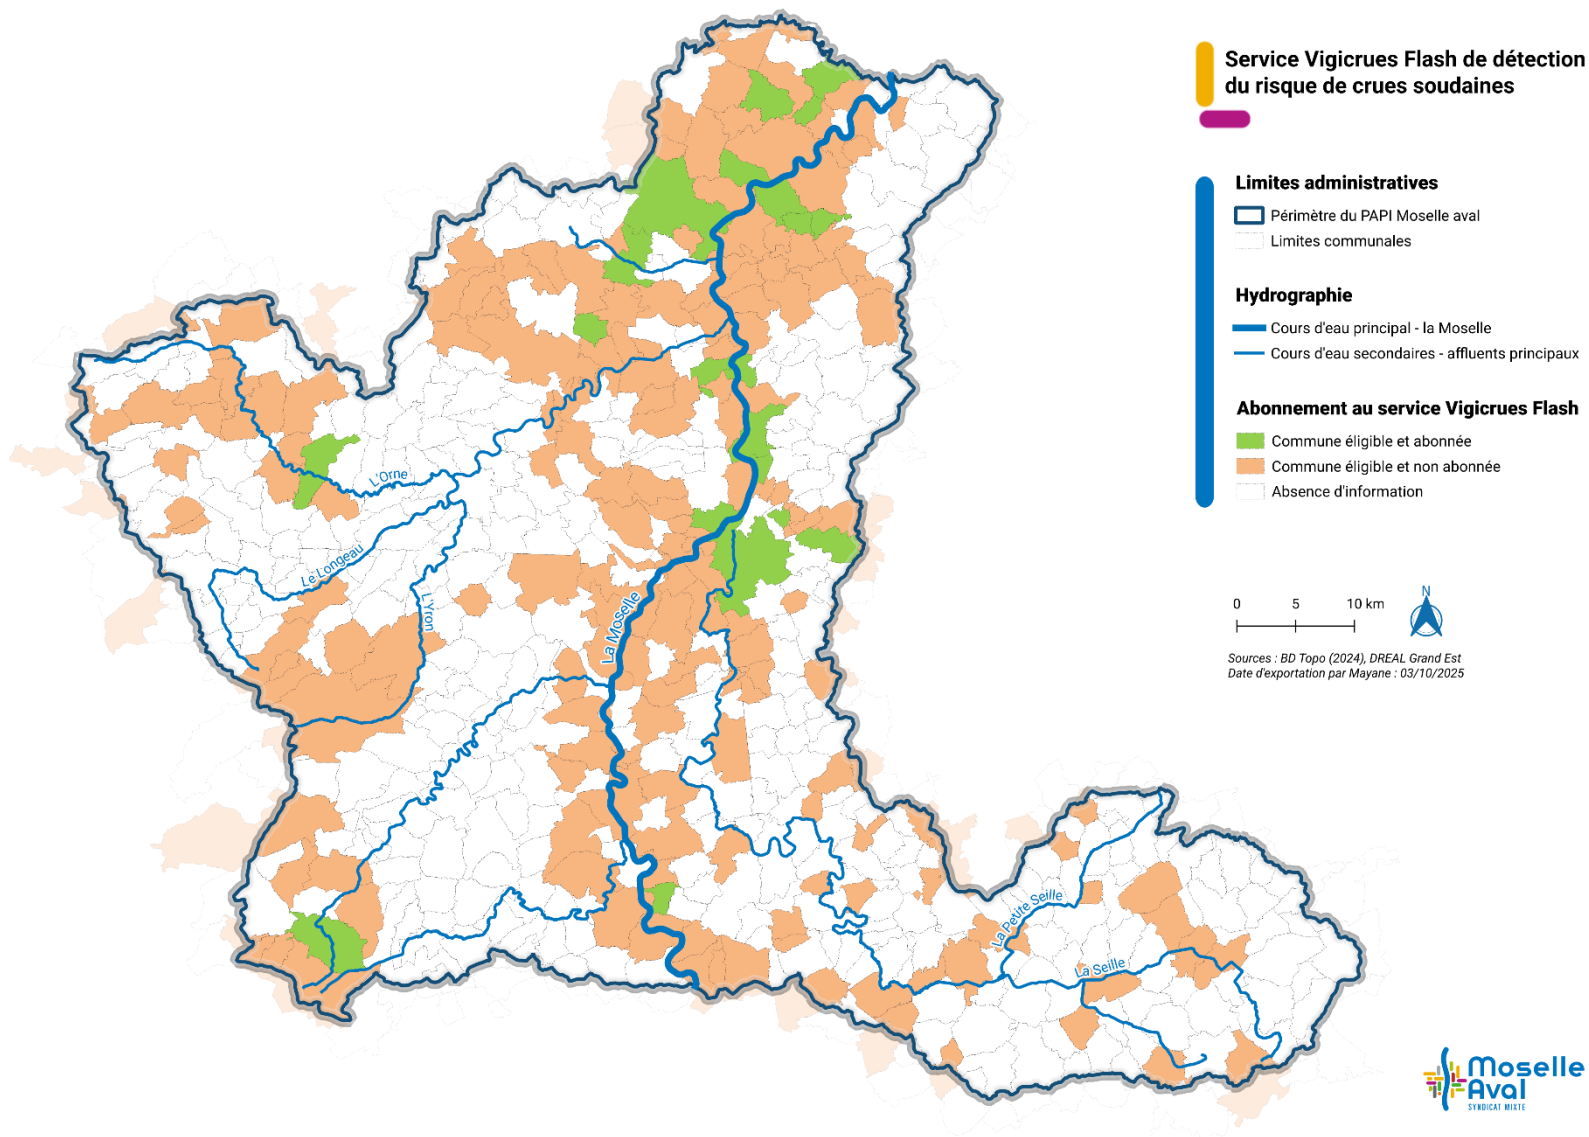 Service Vigicrues Flash de détection
du risque de crues soudaines
Limites administratives
Périmètre du PAPI Moselle aval
Limites communales
Hydrographie
Cours d'eau principal - la Moselle
Cours d'eau secondaires - affluents principaux
Abonnement au service Vigicrues Flash
Commune éligible et abonnée
Commune éligible et non abonnée
Absence d'information
0 5 10 km
N
Sources : BD Topo (2024), DREAL Grand Est
Date d'exportation par Mayane : 03/10/2025
L'Orne
Le Longeau
L'Yron
La Moselle
La Petite Seille
La Seille
Moselle
Aval
SYNDICAT MIXTE